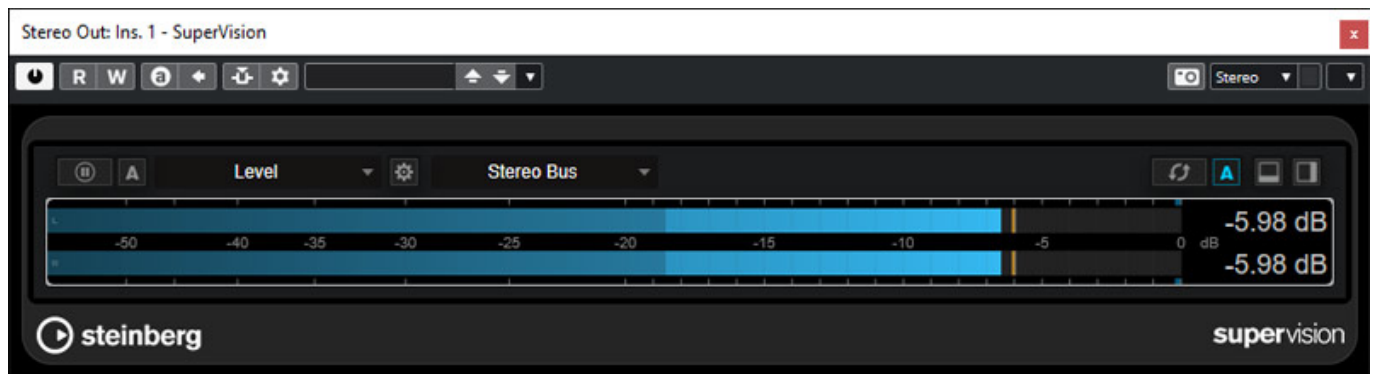 Stereo Out: Ins. 1 - SuperVision
x
R W a Stereo
A Level Stereo Bus A
L -5.98 dB
-50 -40 -35 -30 -25 -20 -15 -10 -5 0 dB
R -5.98 dB
steinberg supervision